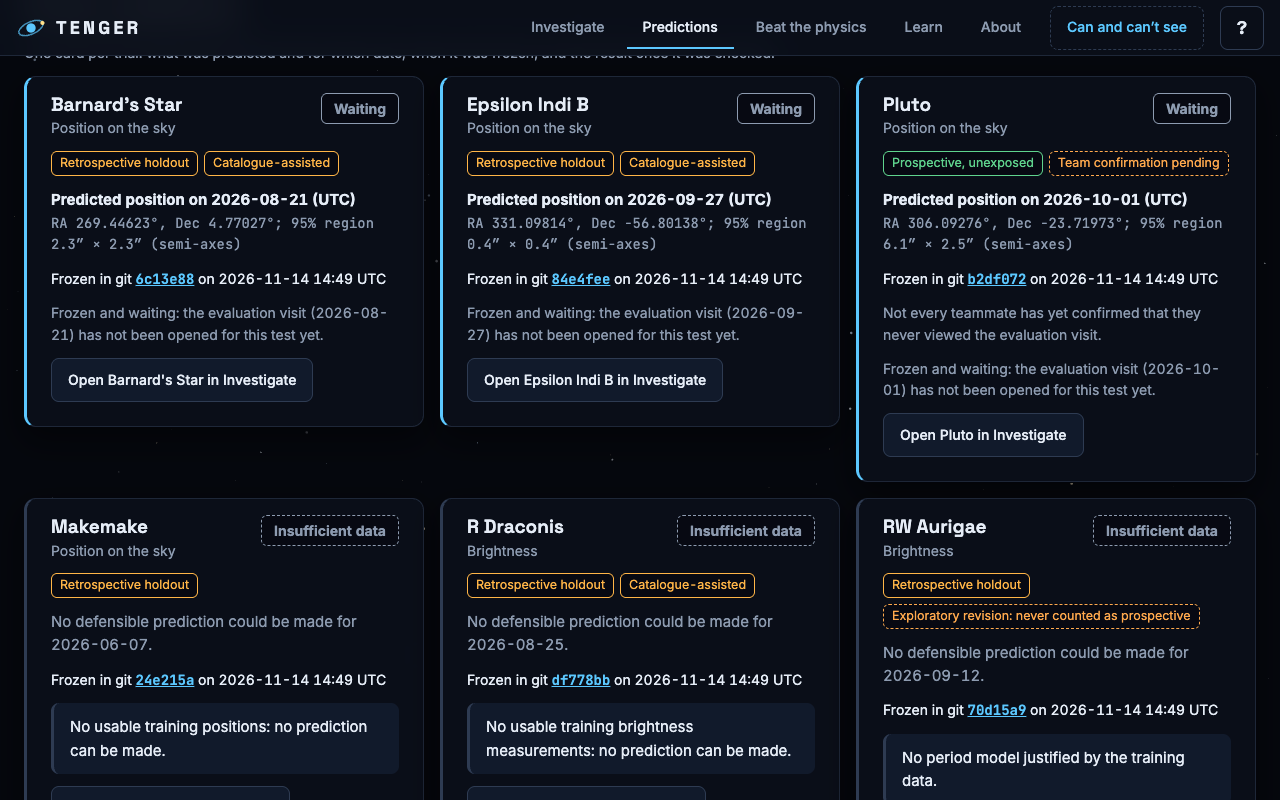 TENGER
Investigate
Predictions
Beat the physics
Learn
About
Can and can't see
?
Barnard's Star
Waiting
Position on the sky
Retrospective holdout
Catalogue-assisted
Predicted position on 2026-08-21 (UTC)
RA 269.44623°, Dec 4.77027°; 95% region
2.3″ × 2.3″ (semi-axes)
Frozen in git 6c13e88 on 2026-11-14 14:49 UTC
Frozen and waiting: the evaluation visit (2026-08-
21) has not been opened for this test yet.
Open Barnard's Star in Investigate
Epsilon Indi B
Waiting
Position on the sky
Retrospective holdout
Catalogue-assisted
Predicted position on 2026-09-27 (UTC)
RA 331.09814°, Dec -56.80138°; 95% region
0.4″ × 0.4″ (semi-axes)
Frozen in git 84e4fee on 2026-11-14 14:49 UTC
Frozen and waiting: the evaluation visit (2026-09-
27) has not been opened for this test yet.
Open Epsilon Indi B in Investigate
Pluto
Waiting
Position on the sky
Prospective, unexposed
Team confirmation pending
Predicted position on 2026-10-01 (UTC)
RA 306.09276°, Dec -23.71973°; 95% region
6.1″ × 2.5″ (semi-axes)
Frozen in git b2df072 on 2026-11-14 14:49 UTC
Not every teammate has yet confirmed that they
never viewed the evaluation visit.
Frozen and waiting: the evaluation visit (2026-10-
01) has not been opened for this test yet.
Open Pluto in Investigate
Makemake
Insufficient data
Position on the sky
Retrospective holdout
No defensible prediction could be made for
2026-06-07.
Frozen in git 24e215a on 2026-11-14 14:49 UTC
No usable training positions: no prediction
can be made.
R Draconis
Insufficient data
Brightness
Retrospective holdout
Catalogue-assisted
No defensible prediction could be made for
2026-08-25.
Frozen in git df778bb on 2026-11-14 14:49 UTC
No usable training brightness
measurements: no prediction can be made.
RW Aurigae
Insufficient data
Brightness
Retrospective holdout
Exploratory revision: never counted as prospective
No defensible prediction could be made for
2026-09-12.
Frozen in git 70d15a9 on 2026-11-14 14:49 UTC
No period model justified by the training
data.